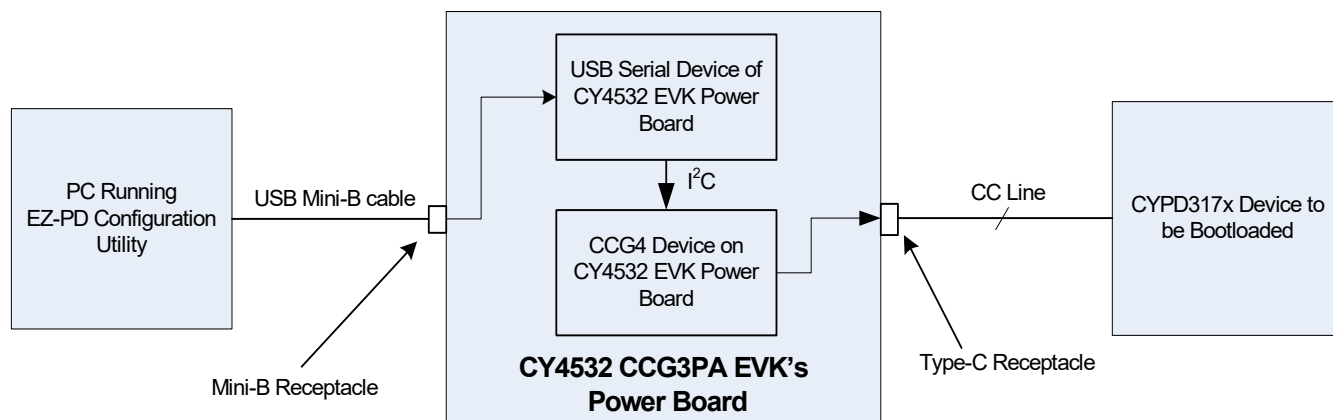 PC Running
EZ-PD Configuration
Utility
USB Mini-B cable
Mini-B Receptacle
USB Serial Device of
CY4532 EVK Power
Board
I²C
CCG4 Device on
CY4532 EVK Power
Board
CY4532 CCG3PA EVK's
Power Board
CC Line
Type-C Receptacle
CYPD317x Device to
be Bootloaded